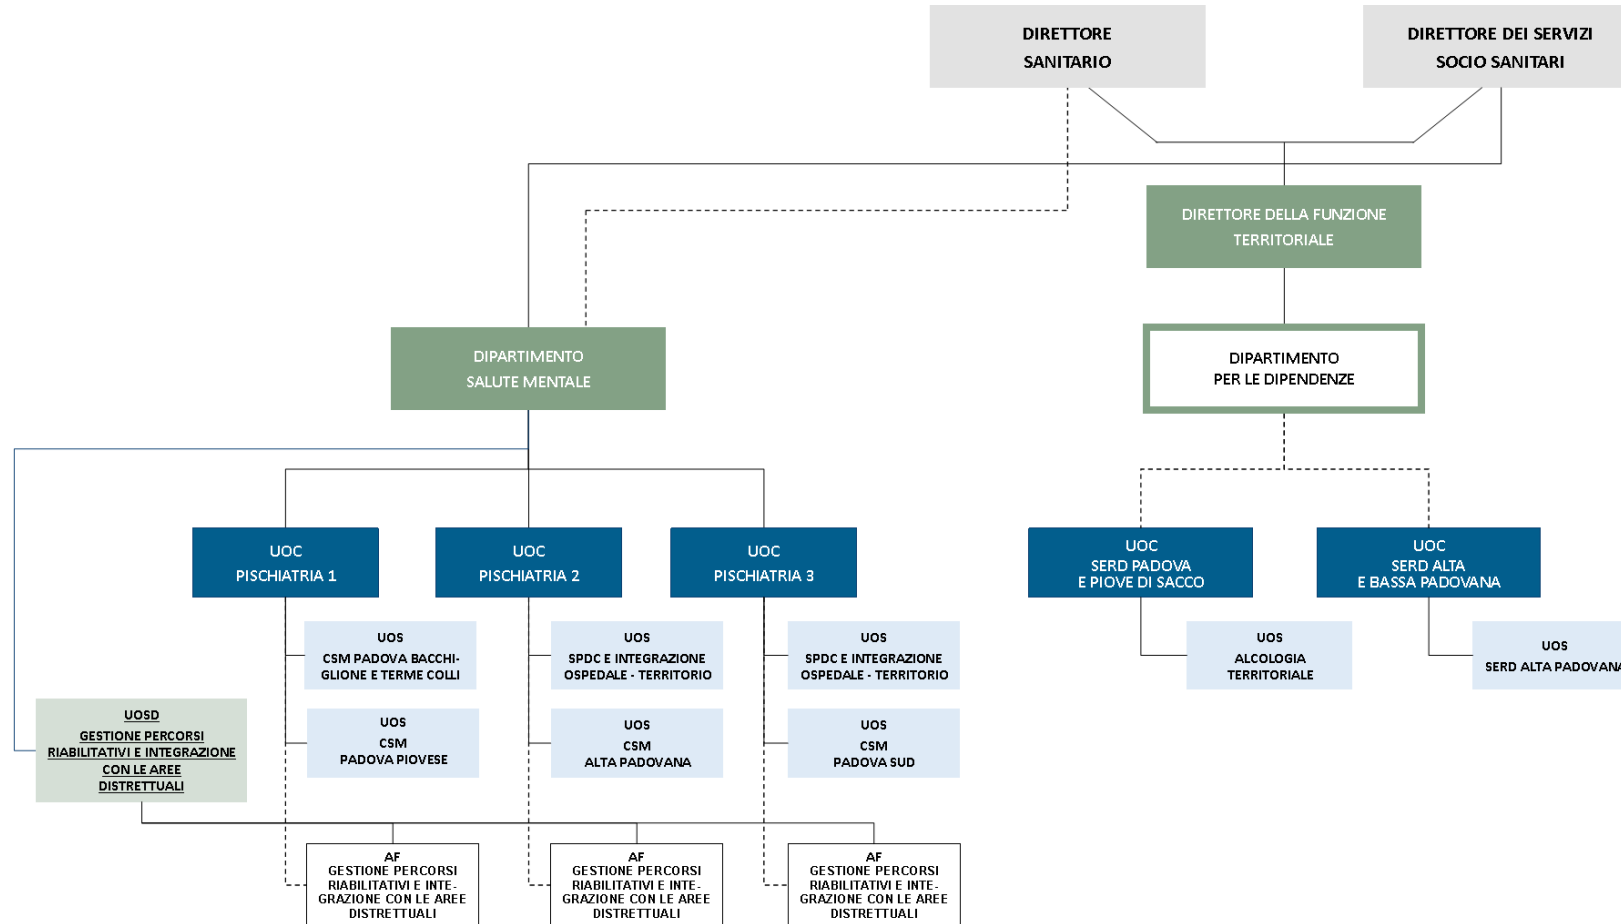 DIRETTORE
SANITARIO
DIRETTORE DEI SERVIZI
SOCIO SANITARI
DIRETTORE DELLA FUNZIONE
TERRITORIALE
DIPARTIMENTO
SALUTE MENTALE
DIPARTIMENTO
PER LE DIPENDENZE
UOC
PISCHIATRIA 1
UOC
PISCHIATRIA 2
UOC
PISCHIATRIA 3
UOC
SERD PADOVA
E PIOVE DI SACCO
UOC
SERD ALTA
E BASSA PADOVANA
UOS
CSM PADOVA BACCHI-
GLIONE E TERME COLLI
UOS
SPDC E INTEGRAZIONE
OSPEDALE - TERRITORIO
UOS
SPDC E INTEGRAZIONE
OSPEDALE - TERRITORIO
UOS
ALCOLOGIA
TERRITORIALE
UOS
SERD ALTA PADOVANA
UOSD
GESTIONE PERCORSI
RIABILITATIVI E INTEGRAZIONE
CON LE AREE
DISTRETTUALI
UOS
CSM
PADOVA PIOVESE
UOS
CSM
ALTA PADOVANA
UOS
CSM
PADOVA SUD
AF
GESTIONE PERCORSI
RIABILITATIVI E INTE-
GRAZIONE CON LE AREE
DISTRETTUALI
AF
GESTIONE PERCORSI
RIABILITATIVI E INTE-
GRAZIONE CON LE AREE
DISTRETTUALI
AF
GESTIONE PERCORSI
RIABILITATIVI E INTE-
GRAZIONE CON LE AREE
DISTRETTUALI